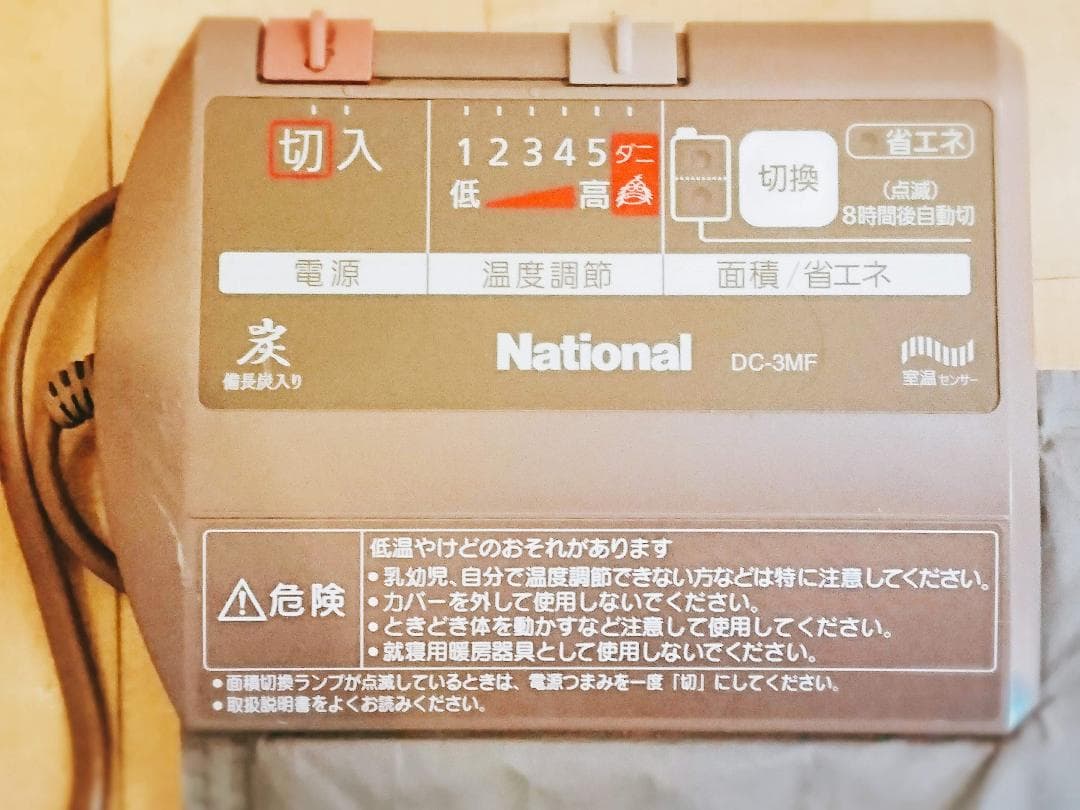 切 入
1 2 3 4 5 ダニ
低 高
切換
省エネ
(点滅)
8時間後自動切
電源
温度調節
面積/省エネ
炭
備長炭入り
National DC-3MF
室温センサー
危険
低温やけどのおそれがあります
•乳幼児、自分で温度調節できない方などは特に注意してください。
•カバーを外して使用しないでください。
•ときどき体を動かすなど注意して使用してください。
•就寝用暖房器具として使用しないでください。
•面積切換ランプが点滅しているときは、電源つまみを一度「切」にしてください。
•取扱説明書をよくお読みください。